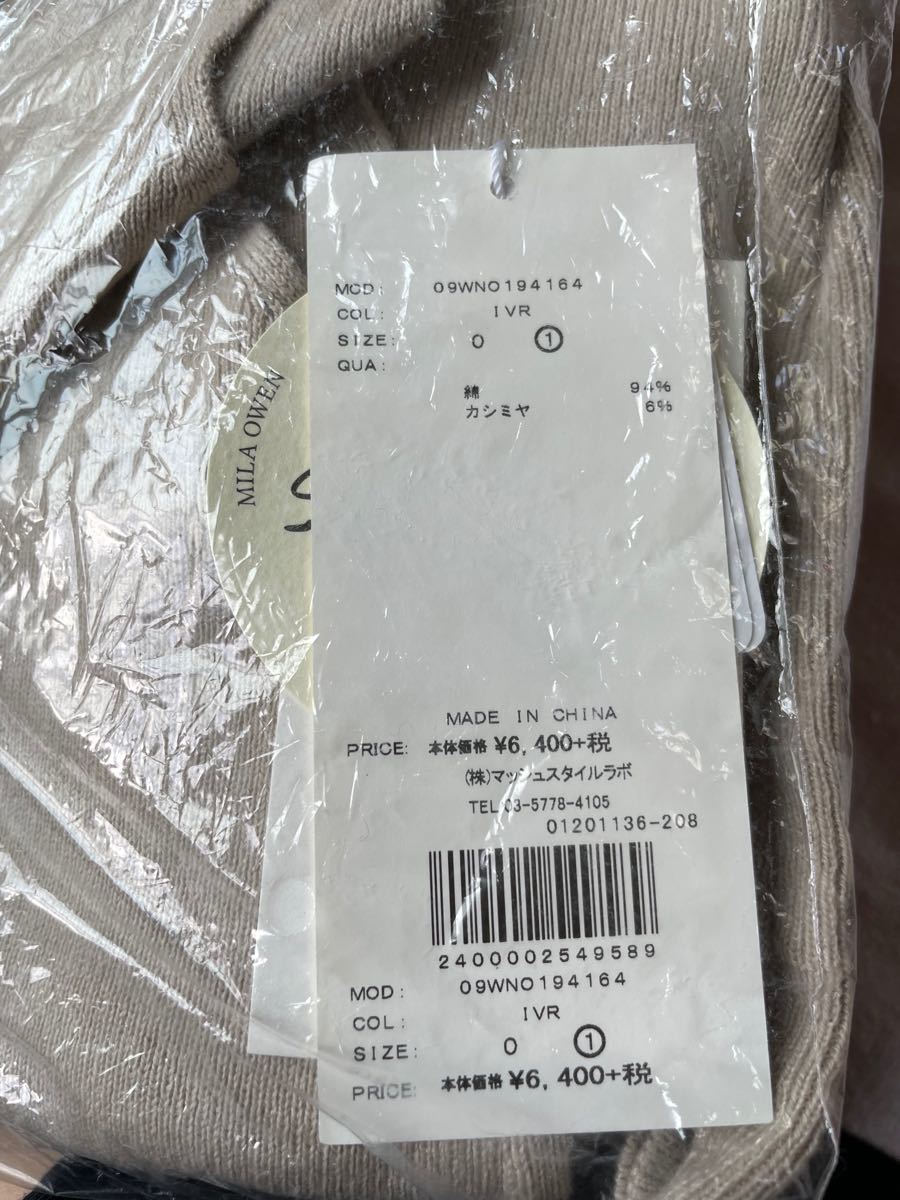 MOD: 09WNO194164
COL: IVR
SIZE: 0 ①
QUA:
綿 94%
カシミヤ 6%
MILA OWEN
MADE IN CHINA
PRICE: 本体価格 ¥6,400+税
(株)マッシュスタイルラボ
TEL 03-5778-4105
01201136-208
2400002549589
MOD: 09WNO194164
COL: IVR
SIZE: 0 ①
PRICE: 本体価格 ¥6,400+税